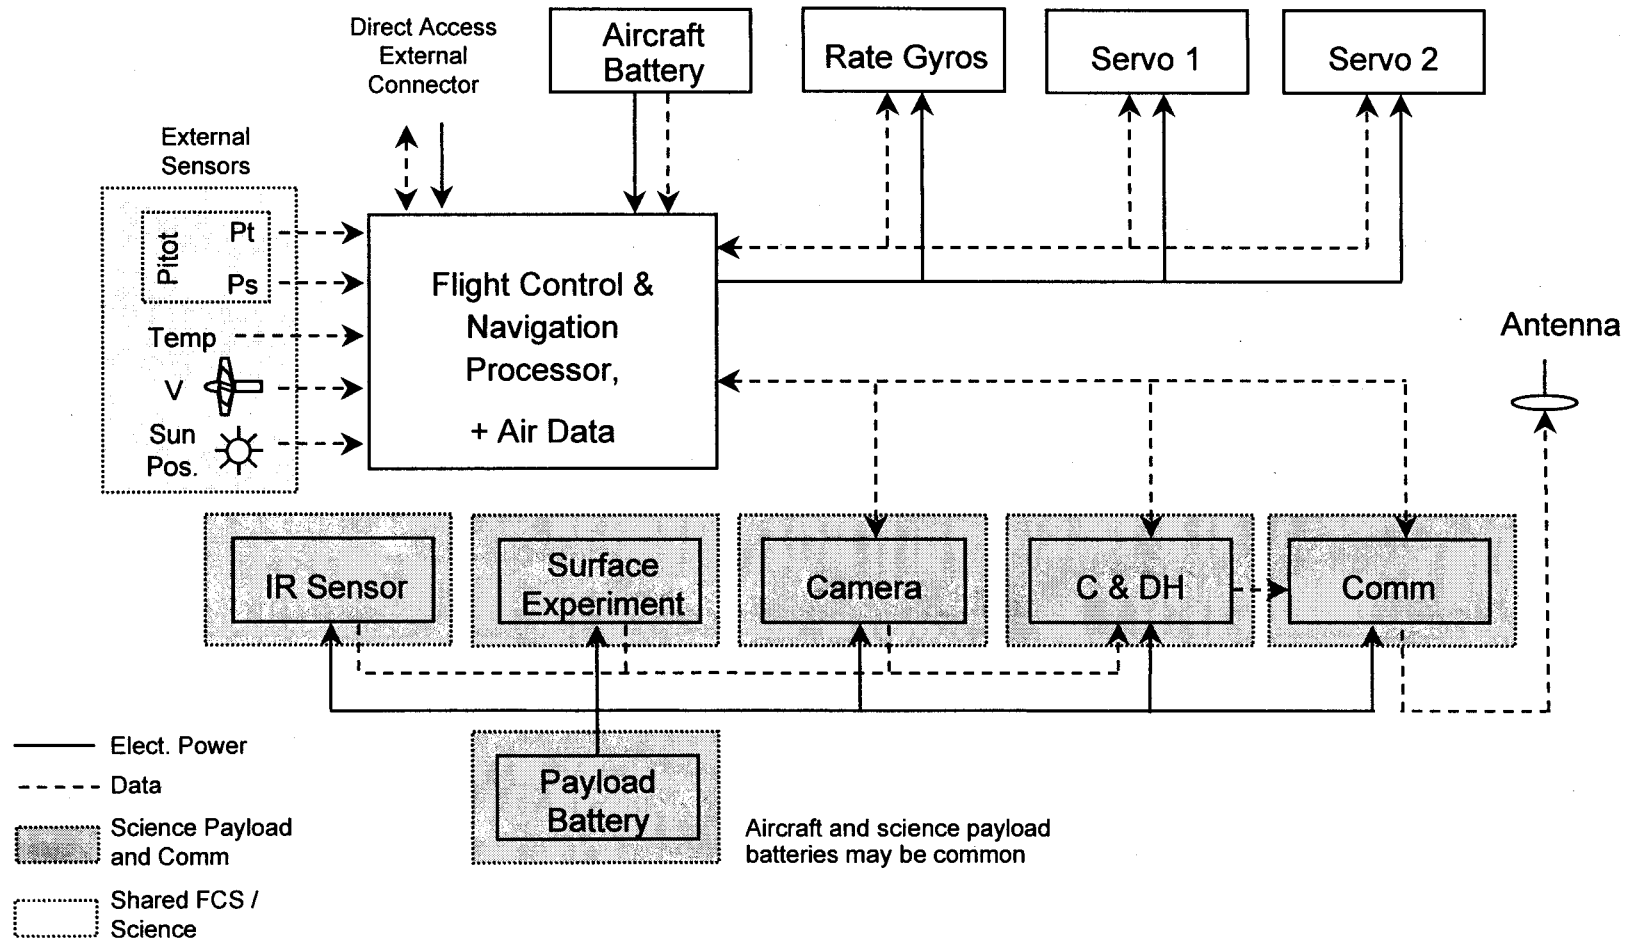 Direct Access
External
Connector
Aircraft
Battery
Rate Gyros
Servo 1
Servo 2
External
Sensors
Pitot
Pt
Ps
Temp
V
Sun
Pos.
Flight Control &
Navigation
Processor,
+ Air Data
Antenna
IR Sensor
Surface
Experiment
Camera
C & DH
Comm
Payload
Battery
Elect. Power
Data
Science Payload
and Comm
Shared FCS /
Science
Aircraft and science payload
batteries may be common